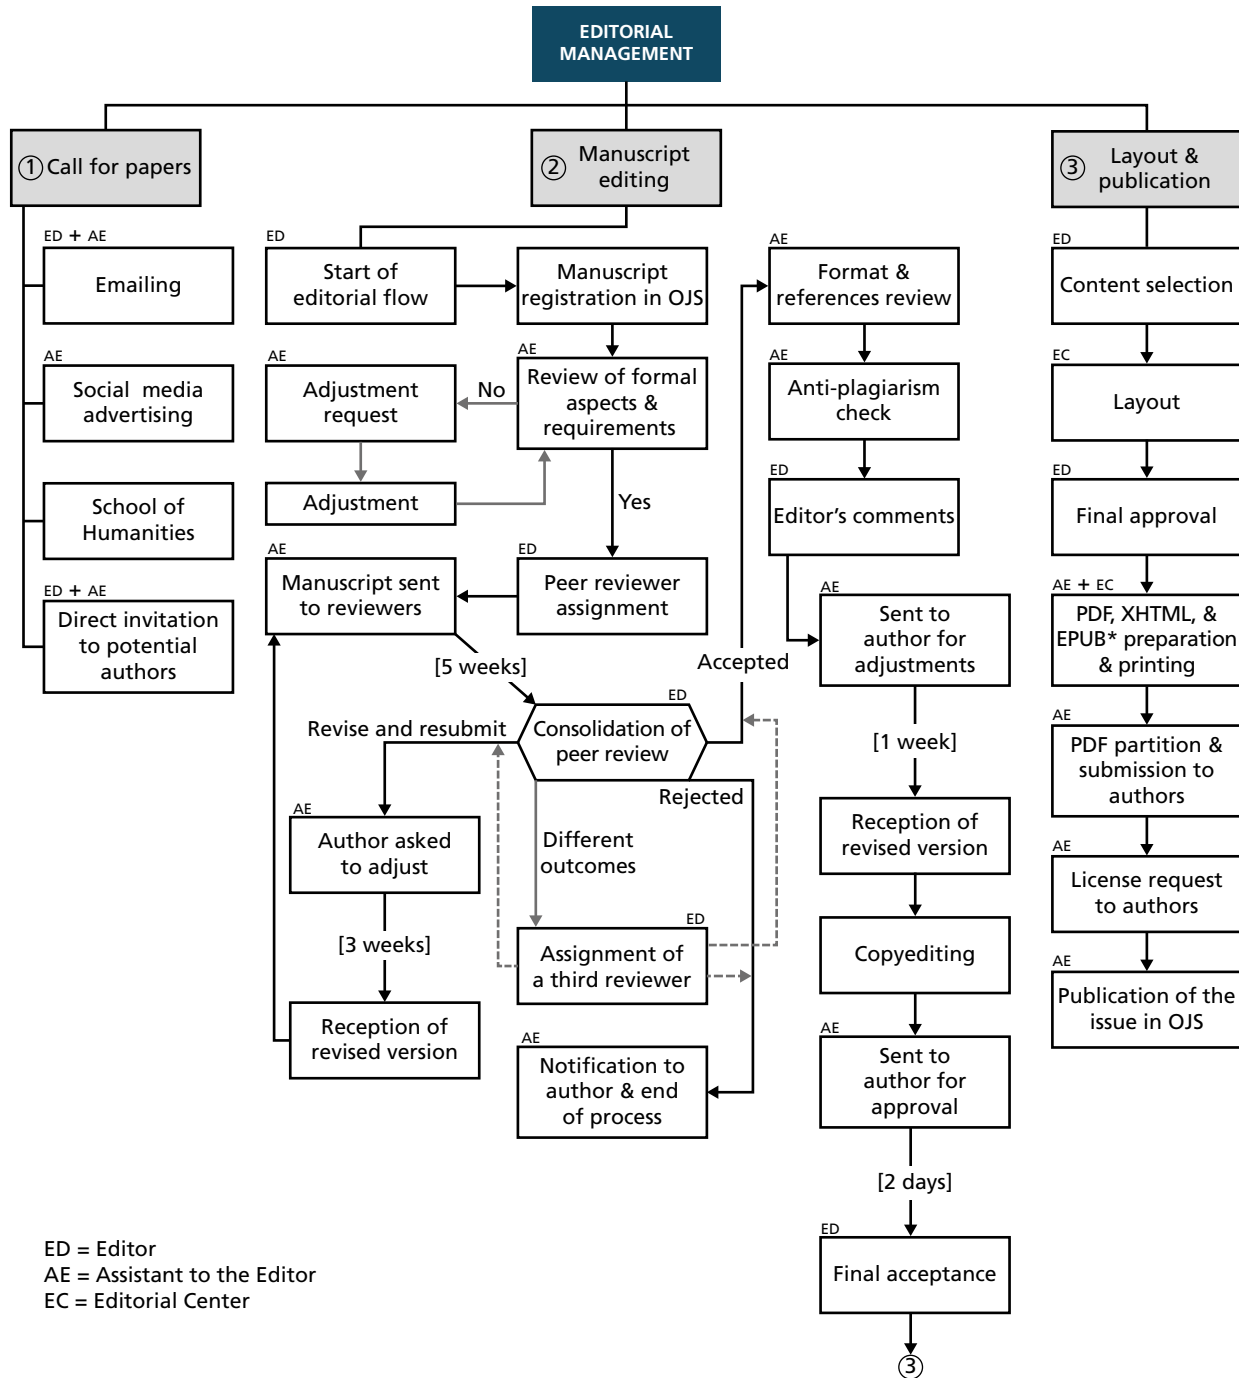 EDITORIAL
MANAGEMENT
① Call for papers
ED + AE
Emailing
AE
Social media
advertising
School of
Humanities
ED + AE
Direct invitation
to potential
authors
② Manuscript
editing
ED
Start of
editorial flow
Manuscript
registration in OJS
AE
Review of formal
aspects &
requirements
No
AE
Adjustment
request
Adjustment
Yes
ED
Peer reviewer
assignment
AE
Manuscript sent
to reviewers
[5 weeks]
ED
Consolidation of
peer review
Revise and resubmit
AE
Author asked
to adjust
[3 weeks]
Reception of
revised version
Different
outcomes
ED
Assignment of
a third reviewer
Rejected
AE
Notification to
author & end
of process
Accepted
AE
Format &
references review
AE
Anti-plagiarism
check
ED
Editor's comments
AE
Sent to
author for
adjustments
[1 week]
Reception of
revised version
Copyediting
AE
Sent to
author for
approval
[2 days]
ED
Final acceptance
③
③ Layout &
publication
ED
Content selection
EC
Layout
ED
Final approval
AE + EC
PDF, XHTML, &
EPUB* preparation
& printing
AE
PDF partition &
submission to
authors
AE
License request
to authors
AE
Publication of the
issue in OJS
ED = Editor
AE = Assistant to the Editor
EC = Editorial Center